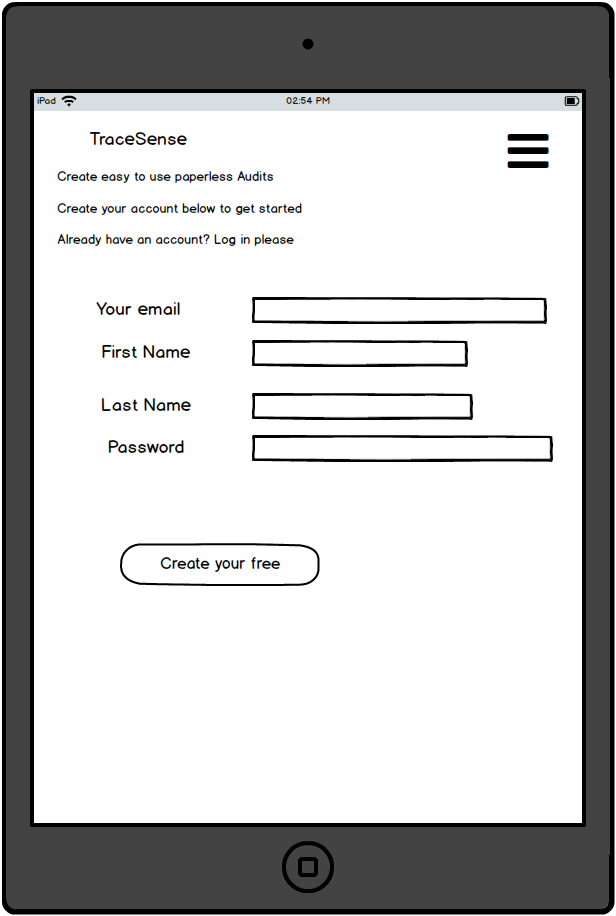 iPad 02:54 PM
TraceSense
Create easy to use paperless Audits
Create your account below to get started
Already have an account? Log in please
Your email
First Name
Last Name
Password
Create your free